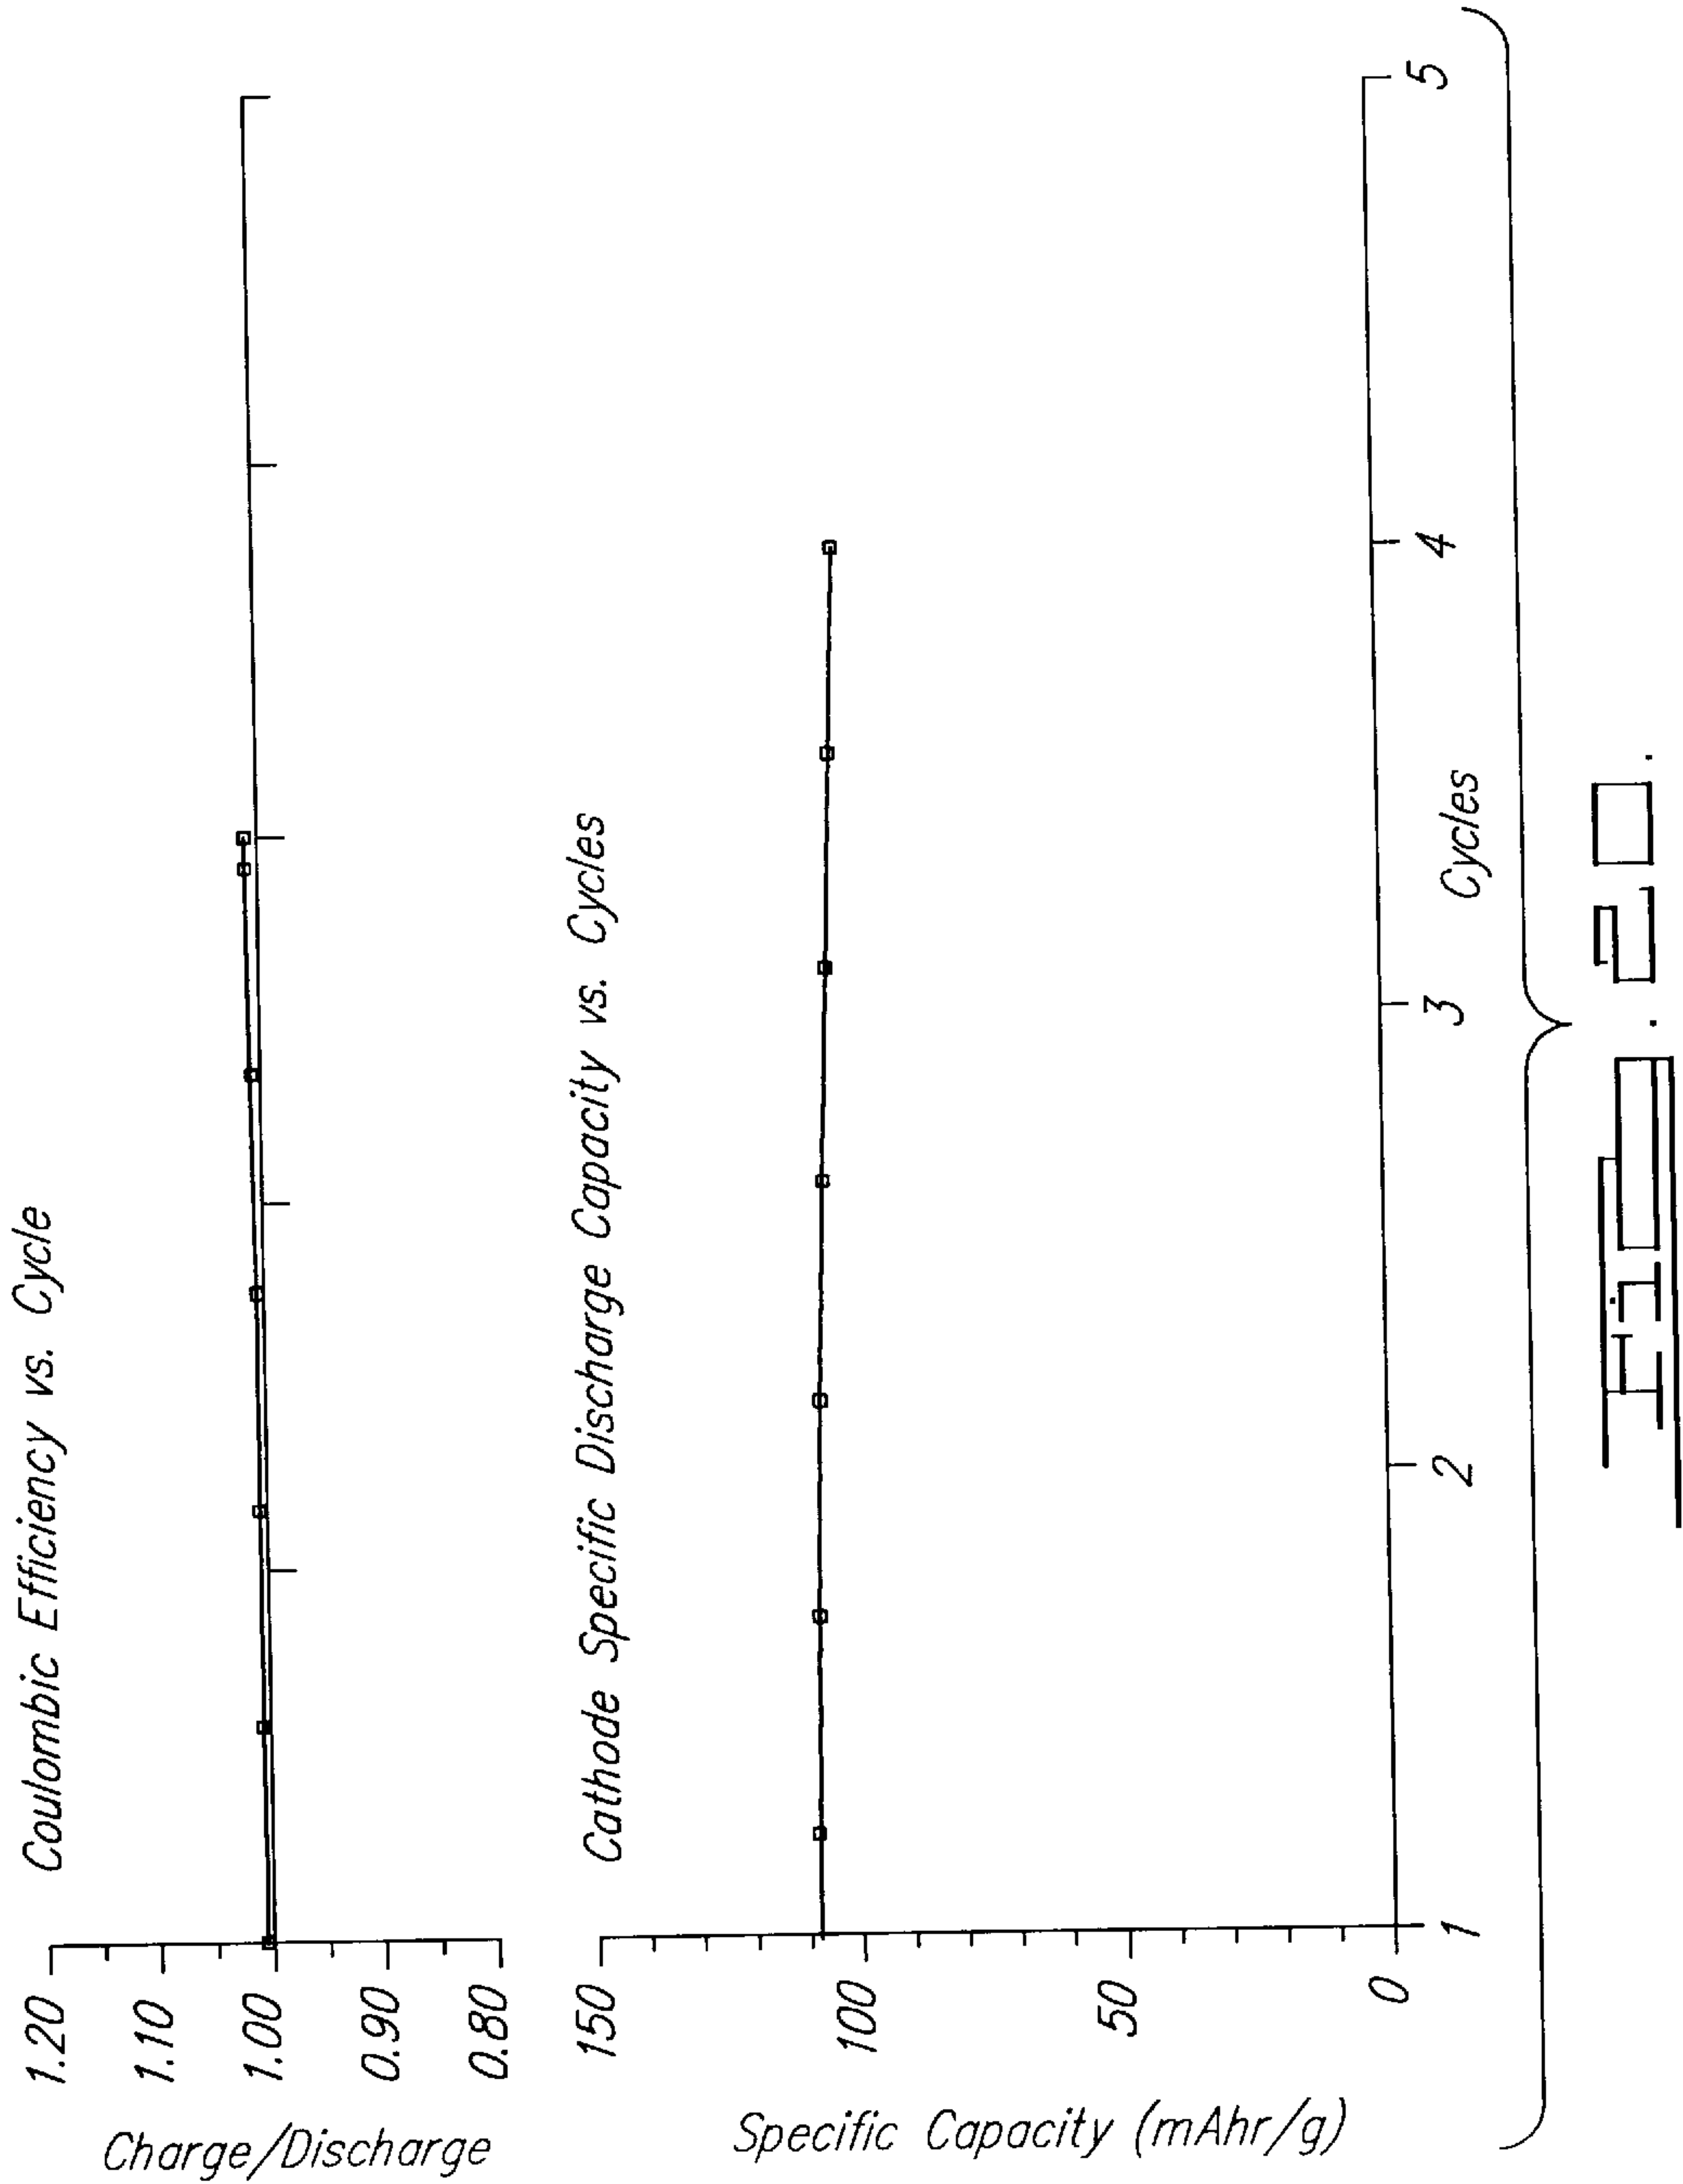 Coulombic Efficiency vs. Cycle
1.20
1.10
1.00
0.90
0.80
Charge/Discharge
Cathode Specific Discharge Capacity vs. Cycles
150
100
50
0
Specific Capacity (mAhr/g)
1 2 3 4 5
Cycles
Fig. 20.